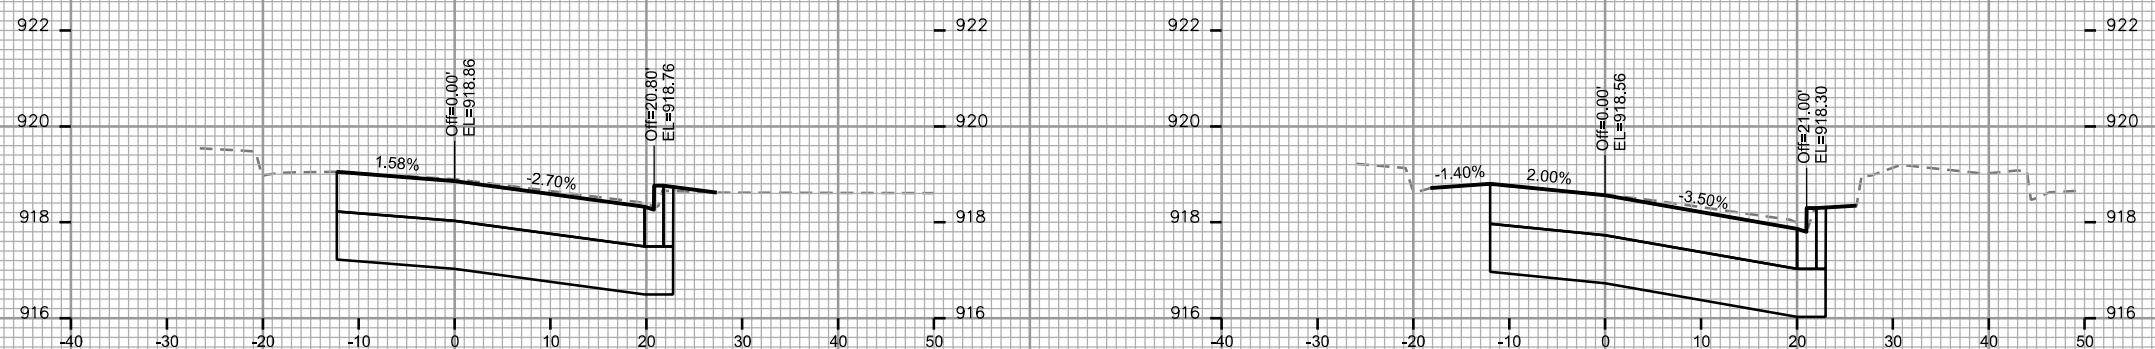 922 922 922 922
Off=0.00'
EL=918.86
Off=20.80'
EL=918.76
Off=0.00'
EL=918.56
Off=21.00'
EL=918.30
920 920 920 920
1.58%
-2.70%
-1.40%
2.00%
-3.50%
918 918 918 918
916 916 916 916
-40 -30 -20 -10 0 10 20 30 40 50 -40 -30 -20 -10 0 10 20 30 40 50